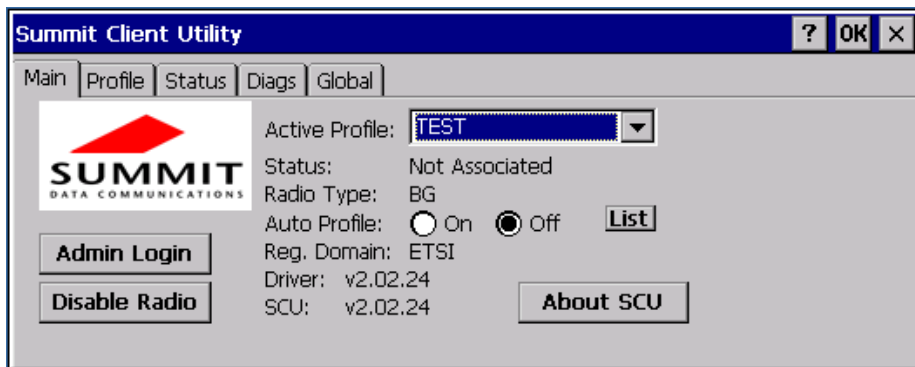 Summit Client Utility ? OK ×
Main Profile Status Diags Global
SUMMIT
DATA COMMUNICATIONS
Active Profile: TEST
Status: Not Associated
Radio Type: BG
Auto Profile: On Off List
Reg. Domain: ETSI
Driver: v2.02.24
SCU: v2.02.24
Admin Login
Disable Radio
About SCU